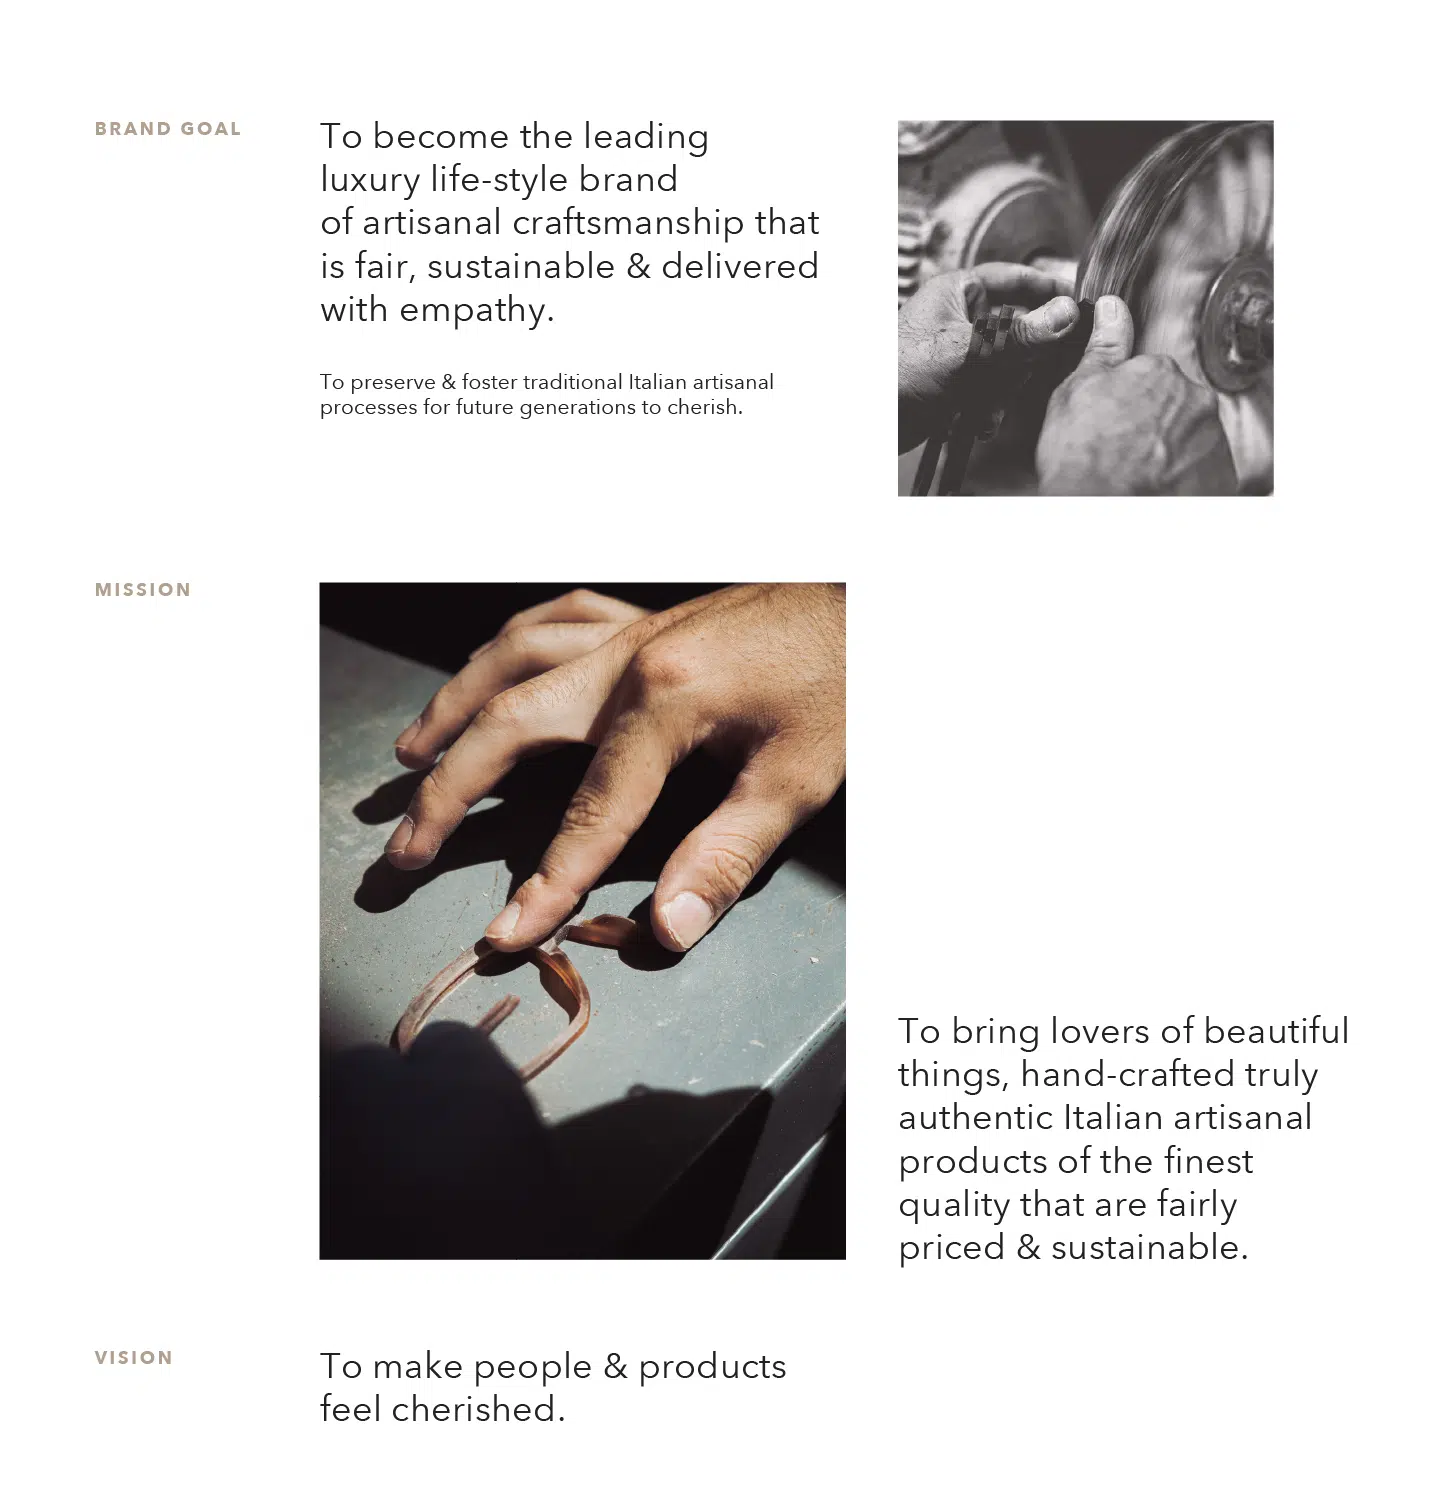 BRAND GOAL
To become the leading
luxury life-style brand
of artisanal craftsmanship that
is fair, sustainable & delivered
with empathy.
To preserve & foster traditional Italian artisanal
processes for future generations to cherish.
MISSION
To bring lovers of beautiful
things, hand-crafted truly
authentic Italian artisanal
products of the finest
quality that are fairly
priced & sustainable.
VISION
To make people & products
feel cherished.